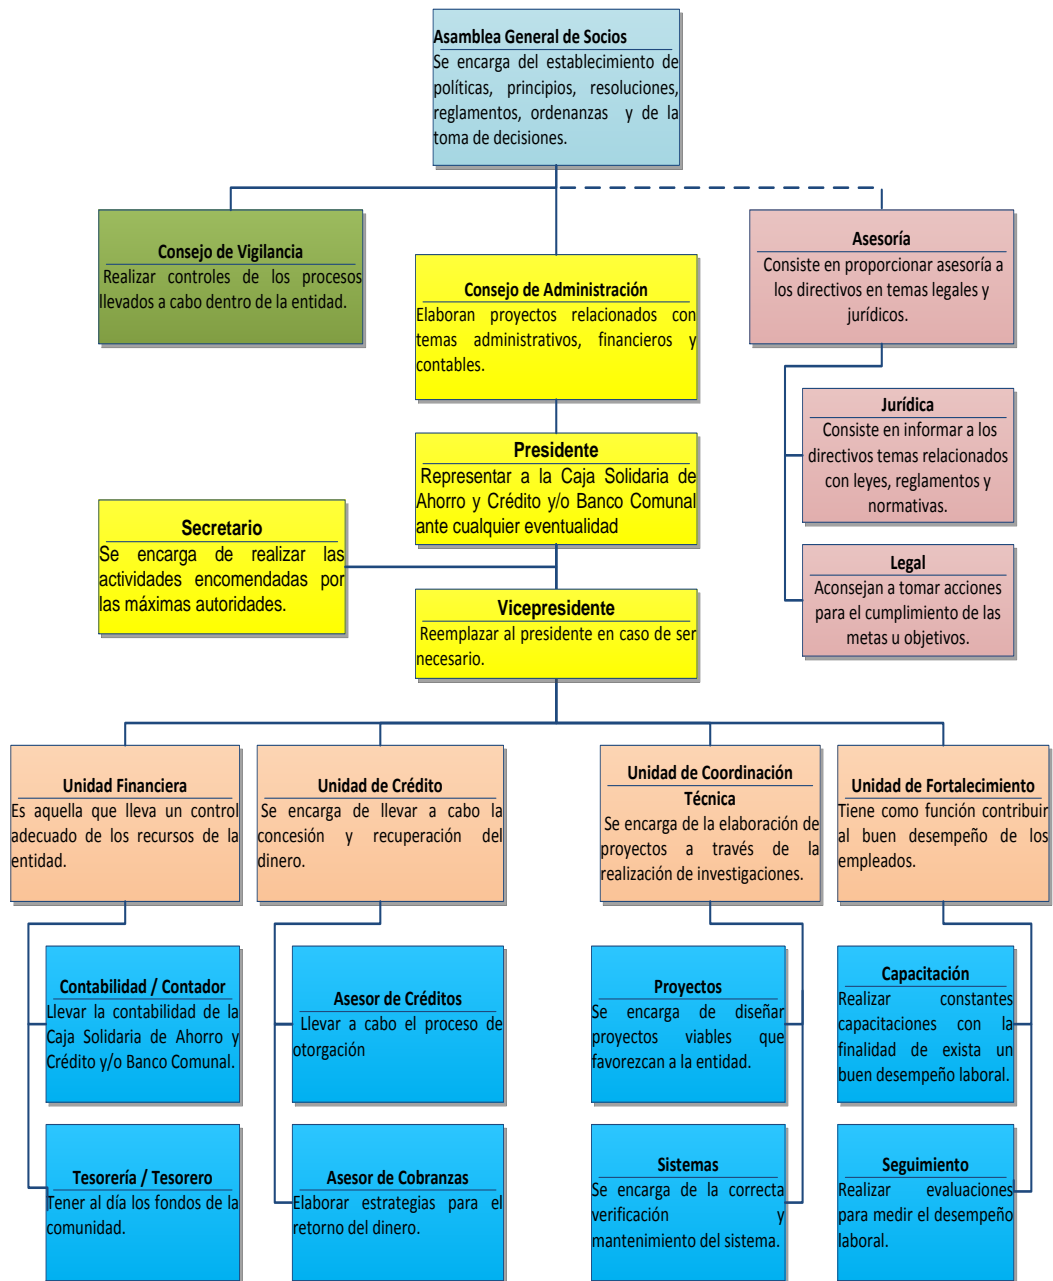 Asamblea General de Socios
Se encarga del establecimiento de
políticas, principios, resoluciones,
reglamentos, ordenanzas y de la
toma de decisiones.
Consejo de Vigilancia
Realizar controles de los procesos
llevados a cabo dentro de la entidad.
Consejo de Administración
Elaboran proyectos relacionados con
temas administrativos, financieros y
contables.
Asesoría
Consiste en proporcionar asesoría a
los directivos en temas legales y
jurídicos.
Jurídica
Consiste en informar a los
directivos temas relacionados
con leyes, reglamentos y
normativas.
Presidente
Representar a la Caja Solidaria de
Ahorro y Crédito y/o Banco Comunal
ante cualquier eventualidad
Secretario
Se encarga de realizar las
actividades encomendadas por
las máximas autoridades.
Legal
Aconsejan a tomar acciones
para el cumplimiento de las
metas u objetivos.
Vicepresidente
Reemplazar al presidente en caso de ser
necesario.
Unidad Financiera
Es aquella que lleva un control
adecuado de los recursos de la
entidad.
Unidad de Crédito
Se encarga de llevar a cabo la
concesión y recuperación del
dinero.
Unidad de Coordinación
Técnica
Se encarga de la elaboración de
proyectos a través de la
realización de investigaciones.
Unidad de Fortalecimiento
Tiene como función contribuir
al buen desempeño de los
empleados.
Contabilidad / Contador
Llevar la contabilidad de la
Caja Solidaria de Ahorro y
Crédito y/o Banco Comunal.
Asesor de Créditos
Llevar a cabo el proceso de
otorgación
Proyectos
Se encarga de diseñar
proyectos viables que
favorezcan a la entidad.
Capacitación
Realizar constantes
capacitaciones con la
finalidad de exista un
buen desempeño laboral.
Tesorería / Tesorero
Tener al día los fondos de la
comunidad.
Asesor de Cobranzas
Elaborar estrategias para el
retorno del dinero.
Sistemas
Se encarga de la correcta
verificación y
mantenimiento del sistema.
Seguimiento
Realizar evaluaciones
para medir el desempeño
laboral.